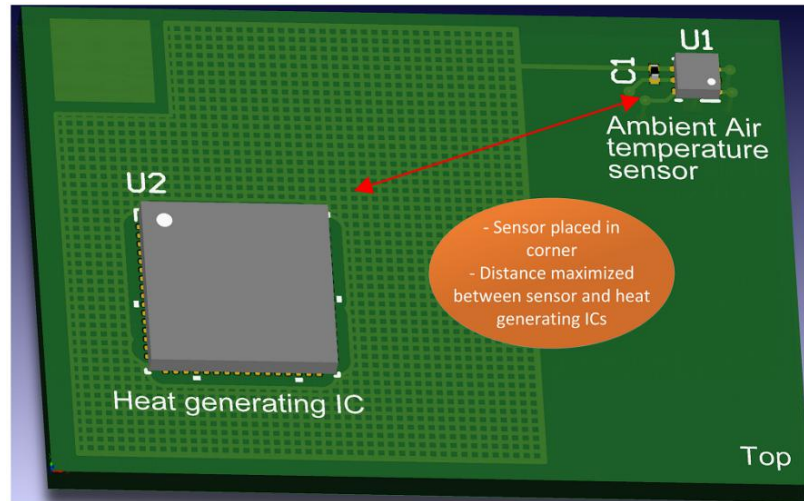 U1
C1
Ambient Air
temperature
sensor
U2
- Sensor placed in
corner
- Distance maximized
between sensor and heat
generating ICs
Heat generating IC
Top